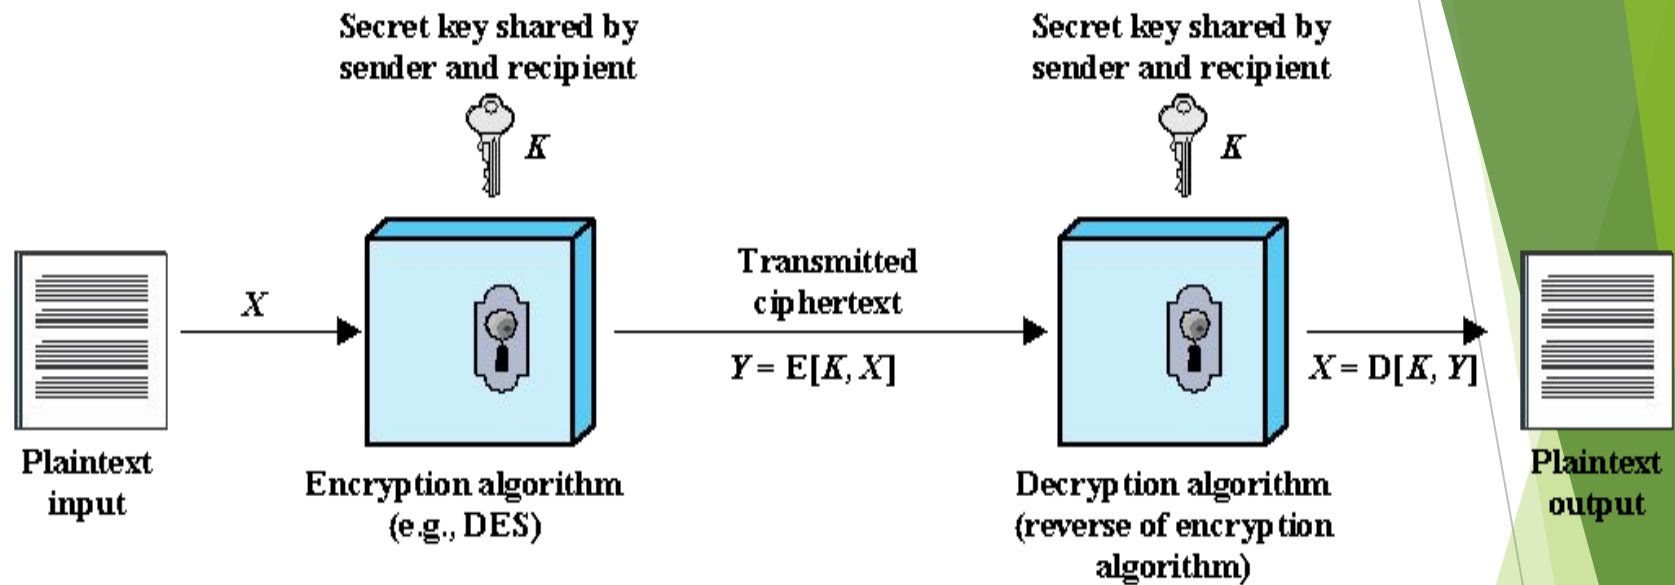 Secret key shared by
sender and recipient
K
Secret key shared by
sender and recipient
K
X
Transmitted
ciphertext
Y = E[K, X]
X = D[K, Y]
Plaintext
input
Encryption algorithm
(e.g., DES)
Decryption algorithm
(reverse of encryption
algorithm)
Plaintext
output